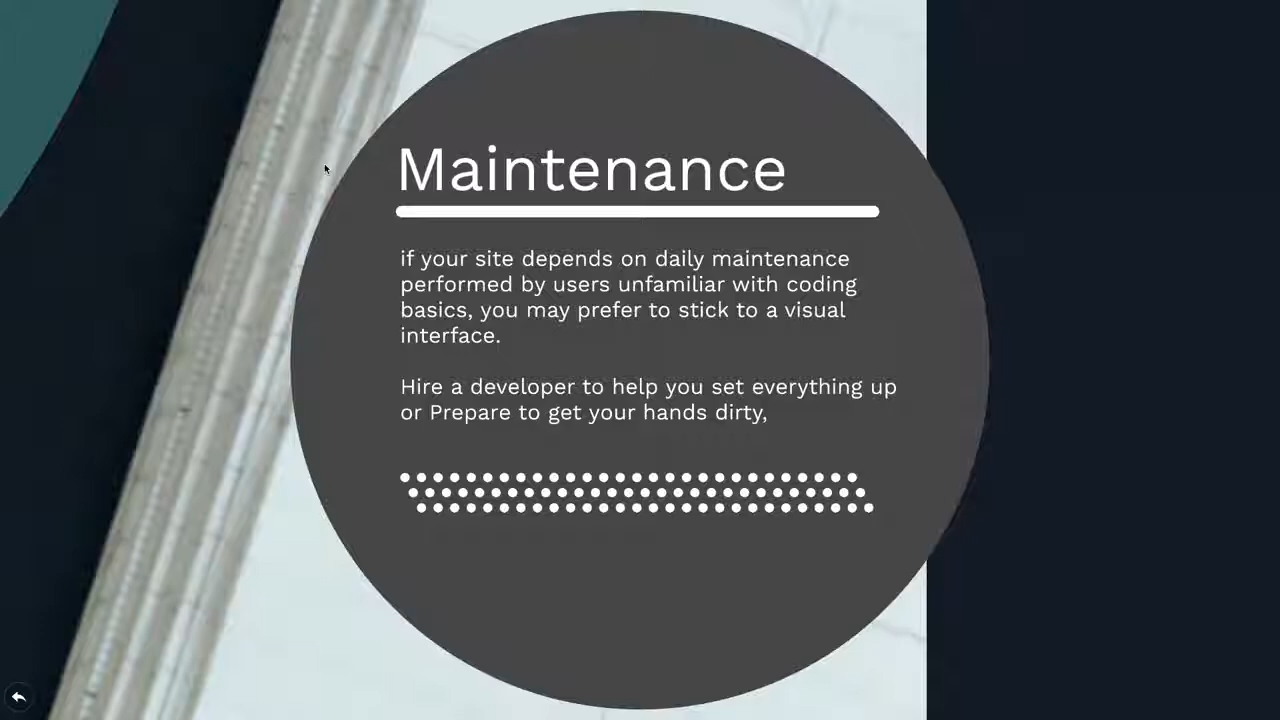 Maintenance
if your site depends on daily maintenance
performed by users unfamiliar with coding
basics, you may prefer to stick to a visual
interface.
Hire a developer to help you set everything up
or Prepare to get your hands dirty,